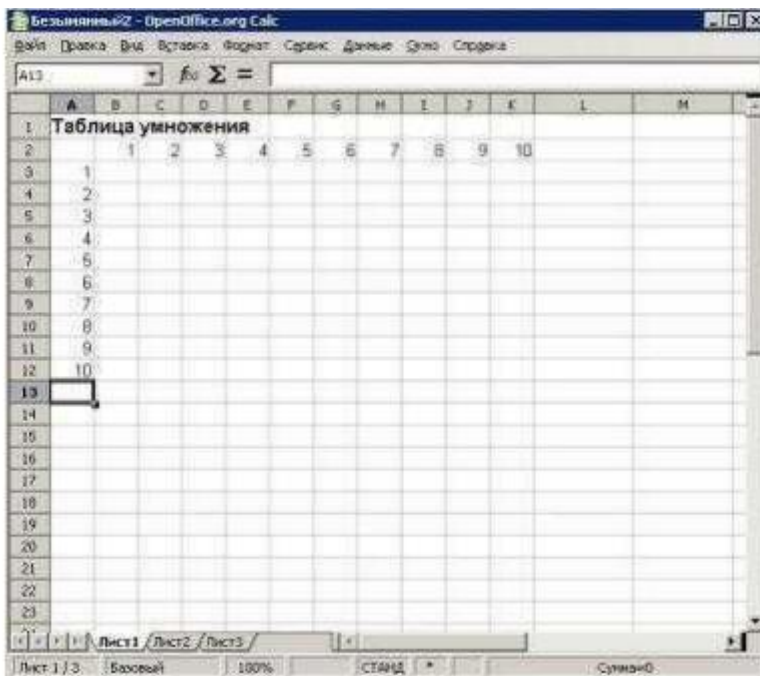 Безымянный2 - OpenOffice.org Calc
Файл Правка Вид Вставка Формат Сервис Данные Окно Справка
A13 f(x) Σ =
A B C D E F G H I J K L M
1 Таблица умножения
2 1 2 3 4 5 6 7 8 9 10
3 1
4 2
5 3
6 4
7 5
8 6
9 7
10 8
11 9
12 10
13
14
15
16
17
18
19
20
21
22
23
Лист1 Лист2 Лист3
Лист 1 / 3 Базовый 100% СТАНД * Сумма=0